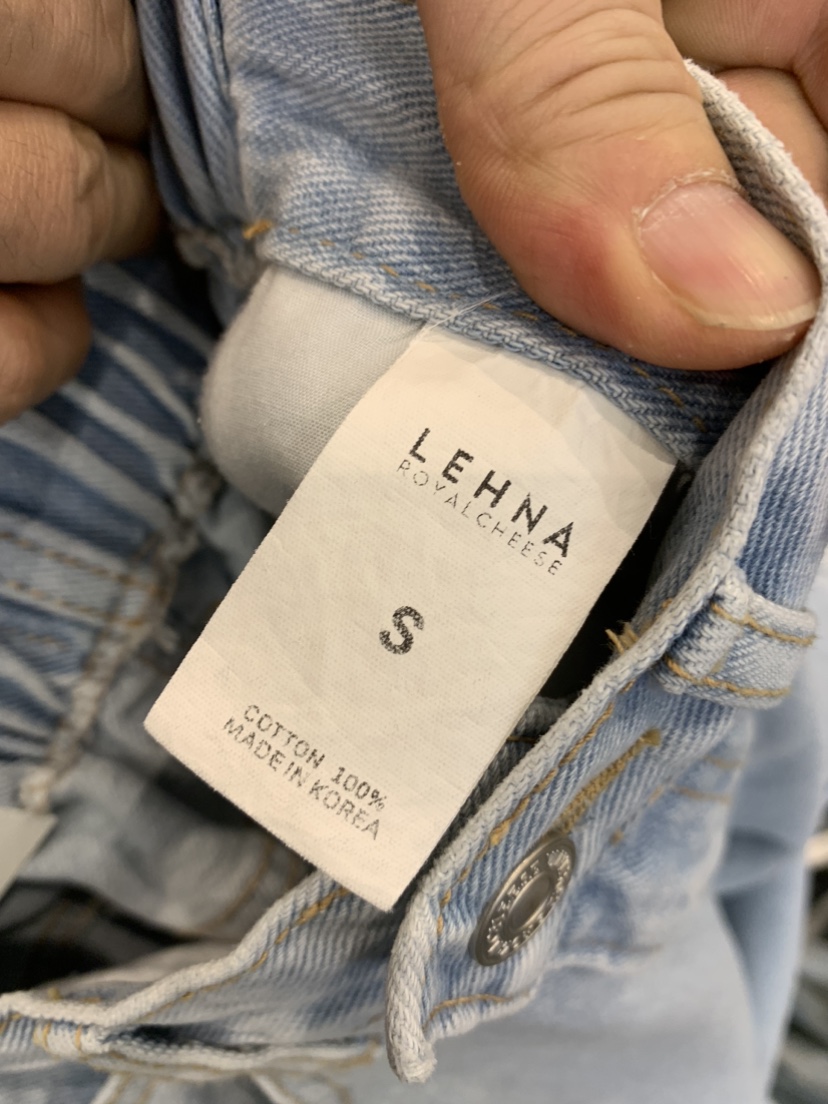 LEHNA
ROYALCHEESE
S
COTTON 100%
MADE IN KOREA